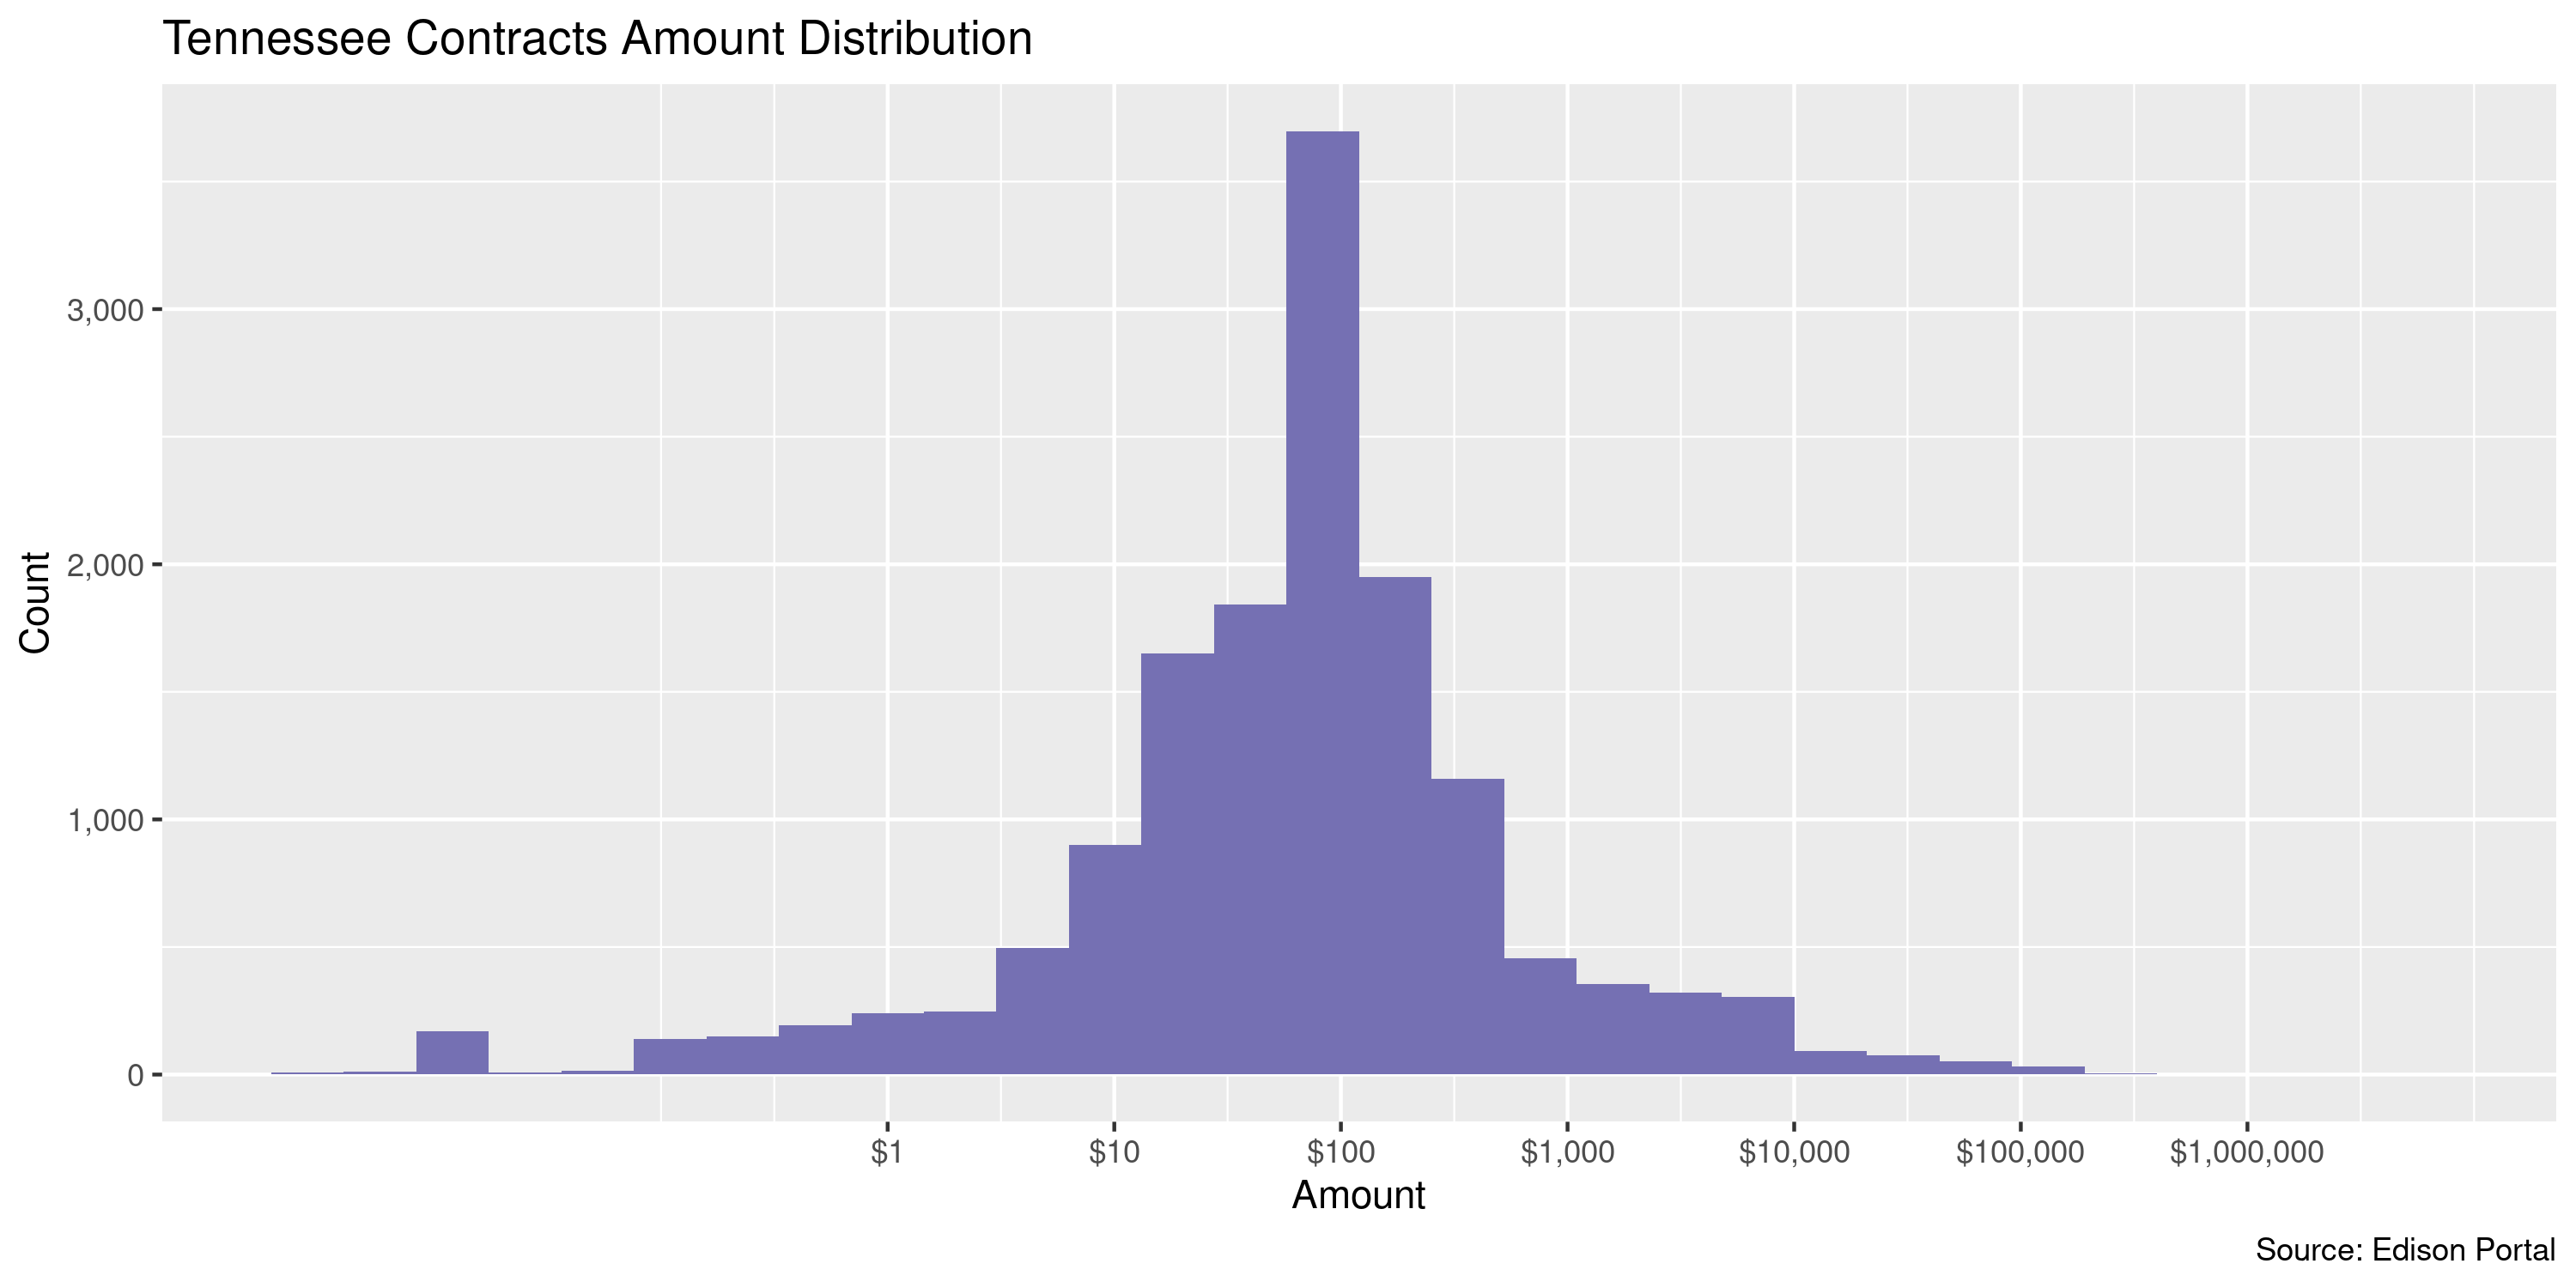 Tennessee Contracts Amount Distribution
Count
3,000
2,000
1,000
0
$1 $10 $100 $1,000 $10,000 $100,000 $1,000,000
Amount
Source: Edison Portal